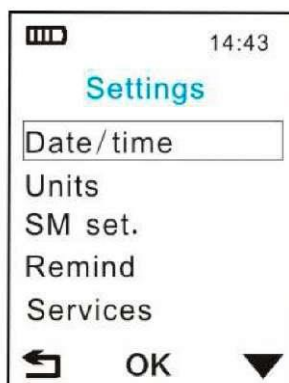 14:43
Settings
Date/time
Units
SM set.
Remind
Services
OK